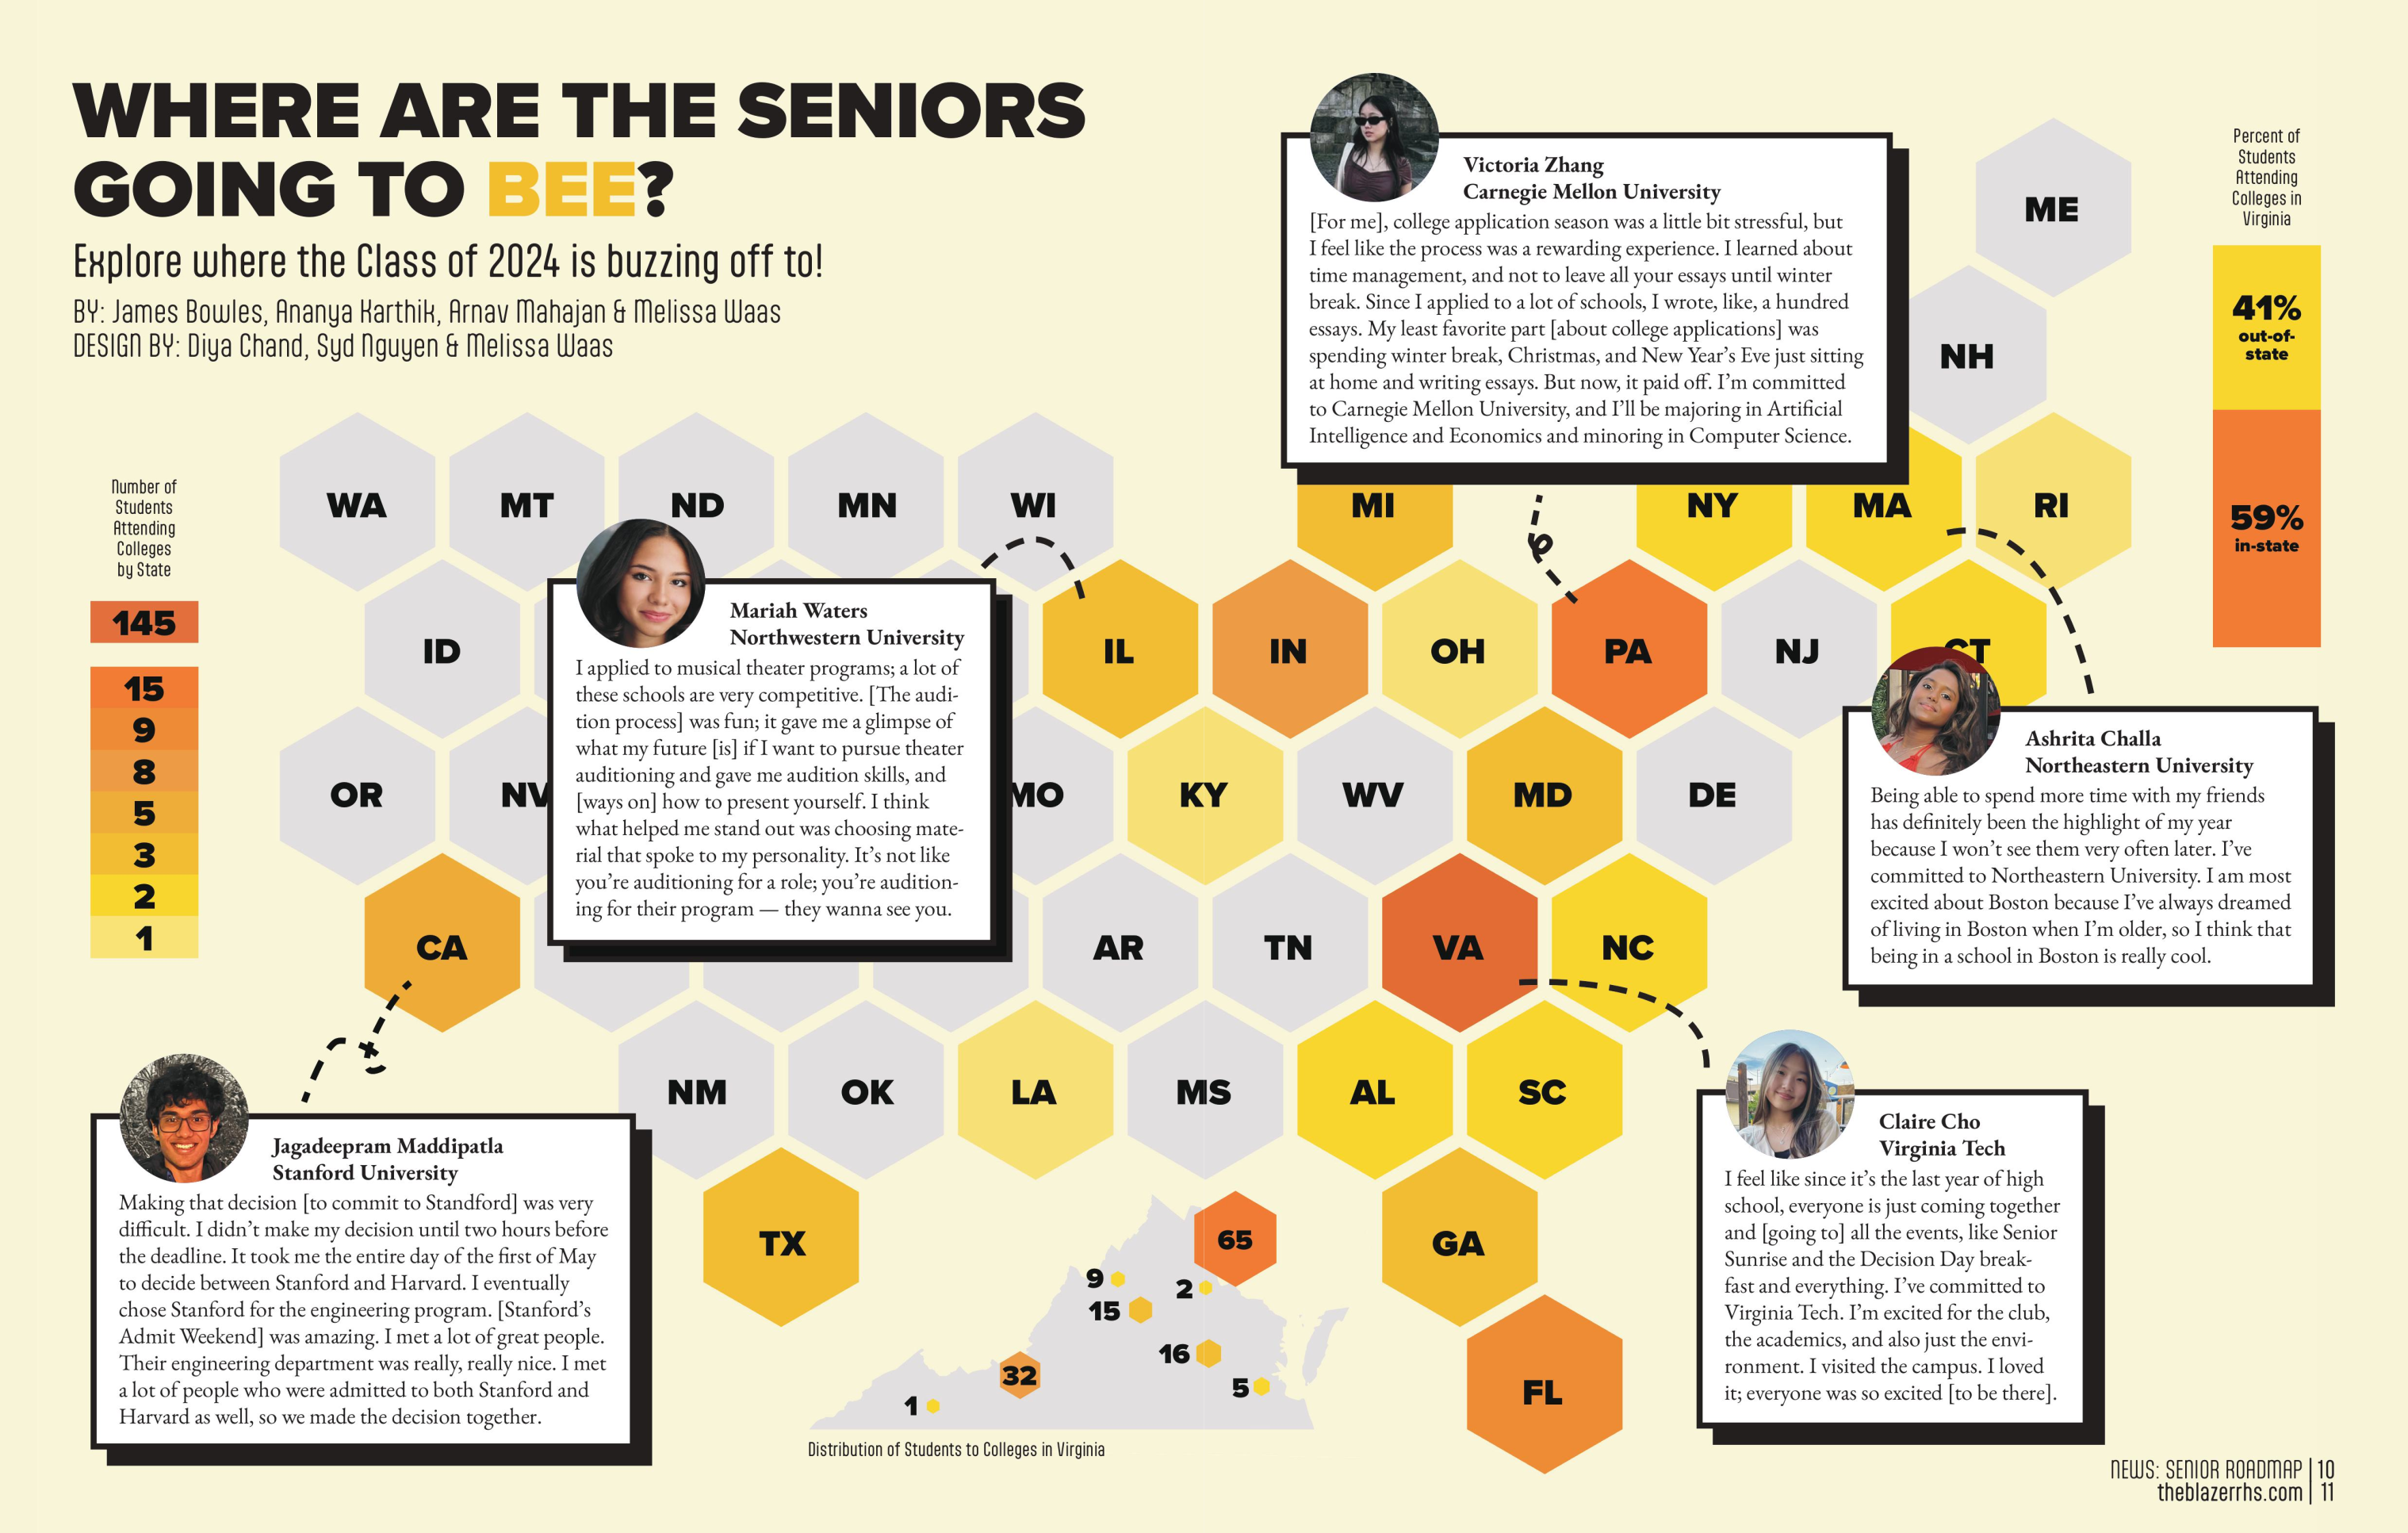 WHERE ARE THE SENIORS
GOING TO BEE?
Explore where the Class of 2024 is buzzing off to!
BY: James Bowles, Ananya Karthik, Arnav Mahajan & Melissa Waas
DESIGN BY: Diya Chand, Syd Nguyen & Melissa Waas
Victoria Zhang
Carnegie Mellon University
[For me], college application season was a little bit stressful, but
I feel like the process was a rewarding experience. I learned about
time management, and not to leave all your essays until winter
break. Since I applied to a lot of schools, I wrote, like, a hundred
essays. My least favorite part [about college applications] was
spending winter break, Christmas, and New Year's Eve just sitting
at home and writing essays. But now, it paid off. I'm committed
to Carnegie Mellon University, and I'll be majoring in Artificial
Intelligence and Economics and minoring in Computer Science.
Percent of
Students
Attending
Colleges in
Virginia
41%
out-of-
state
59%
in-state
Number of
Students
Attending
Colleges
by State
145
15
9
8
5
3
2
1
ME
NH
WA
MT
ND
MN
WI
MI
NY
MA
RI
ID
IL
IN
OH
PA
NJ
CT
OR
NV
MO
KY
WV
MD
DE
CA
AR
TN
VA
NC
NM
OK
LA
MS
AL
SC
TX
GA
FL
Mariah Waters
Northwestern University
I applied to musical theater programs; a lot of
these schools are very competitive. [The audi-
tion process] was fun; it gave me a glimpse of
what my future [is] if I want to pursue theater
auditioning and gave me audition skills, and
[ways on] how to present yourself. I think
what helped me stand out was choosing mate-
rial that spoke to my personality. It's not like
you're auditioning for a role; you're audition-
ing for their program — they wanna see you.
Ashrita Challa
Northeastern University
Being able to spend more time with my friends
has definitely been the highlight of my year
because I won't see them very often later. I've
committed to Northeastern University. I am most
excited about Boston because I've always dreamed
of living in Boston when I'm older, so I think that
being in a school in Boston is really cool.
Jagadeepram Maddipatla
Stanford University
Making that decision [to commit to Standford] was very
difficult. I didn't make my decision until two hours before
the deadline. It took me the entire day of the first of May
to decide between Stanford and Harvard. I eventually
chose Stanford for the engineering program. [Stanford's
Admit Weekend] was amazing. I met a lot of great people.
Their engineering department was really, really nice. I met
a lot of people who were admitted to both Stanford and
Harvard as well, so we made the decision together.
65
9
2
15
16
32
5
1
Distribution of Students to Colleges in Virginia
Claire Cho
Virginia Tech
I feel like since it's the last year of high
school, everyone is just coming together
and [going to] all the events, like Senior
Sunrise and the Decision Day break-
fast and everything. I've committed to
Virginia Tech. I'm excited for the club,
the academics, and also just the envi-
ronment. I visited the campus. I loved
it; everyone was so excited [to be there].
NEWS: SENIOR ROADMAP | 10
theblazerrhs.com | 11